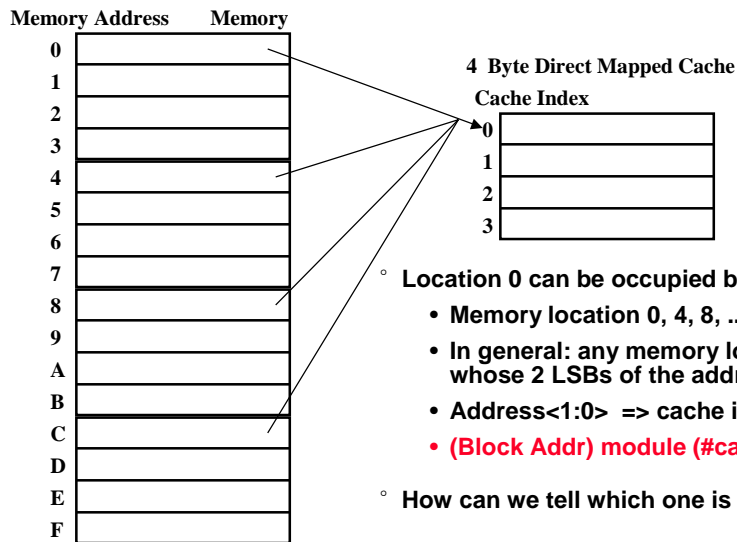 Memory Address Memory
0
1
2
3
4
5
6
7
8
9
A
B
C
D
E
F
4 Byte Direct Mapped Cache
Cache Index
0
1
2
3
° Location 0 can be occupied b
• Memory location 0, 4, 8, ..
• In general: any memory lo
whose 2 LSBs of the addr
• Address<1:0> => cache i
• (Block Addr) module (#ca
° How can we tell which one is